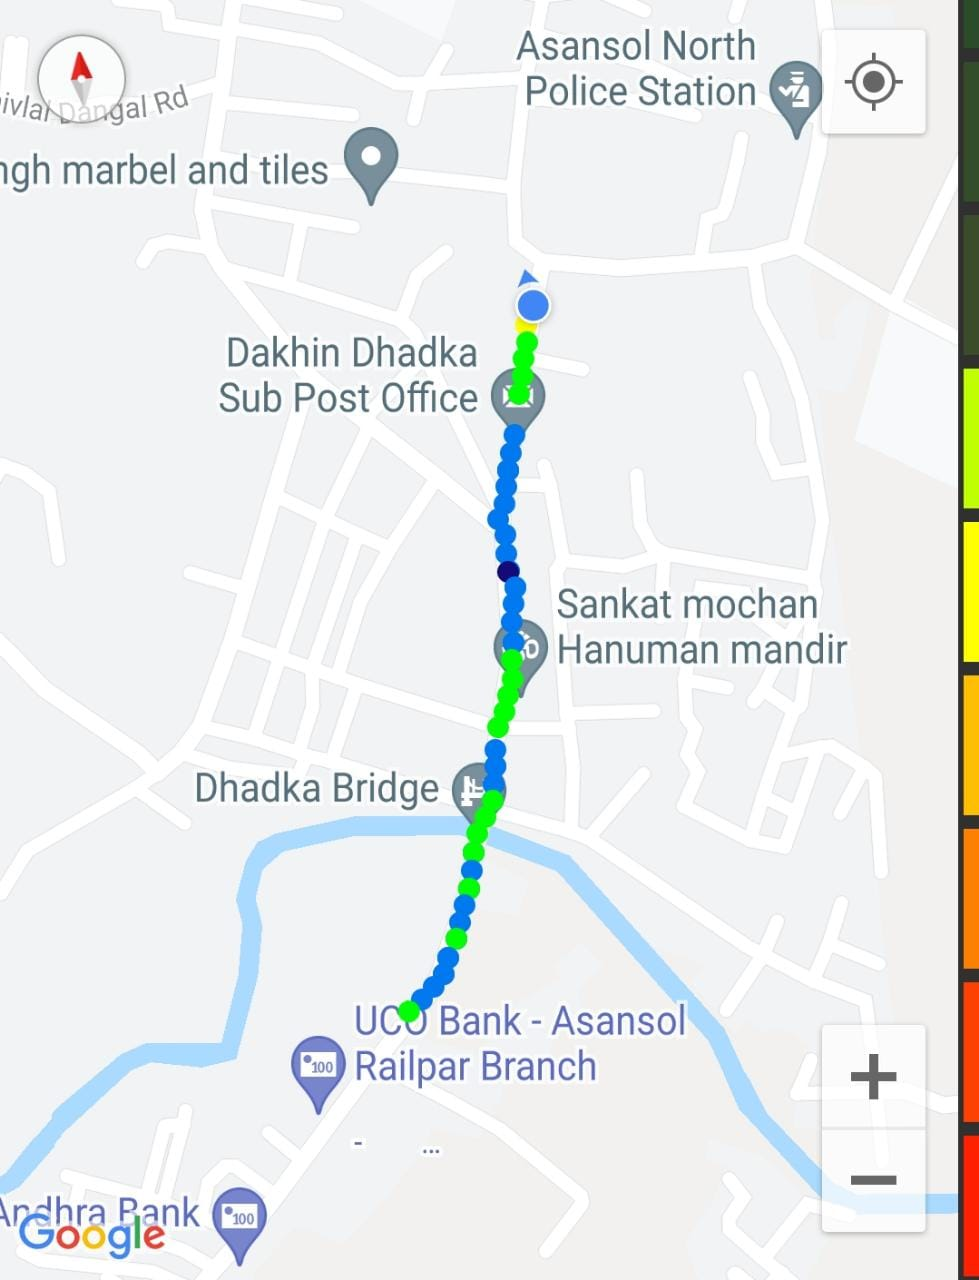 Asansol North
Police Station
ivlal Dangal Rd
ngh marbel and tiles
Dakhin Dhadka
Sub Post Office
Sankat mochan
Hanuman mandir
Dhadka Bridge
UCO Bank - Asansol
Railpar Branch
100
- ...
Andhra Bank
100
Google